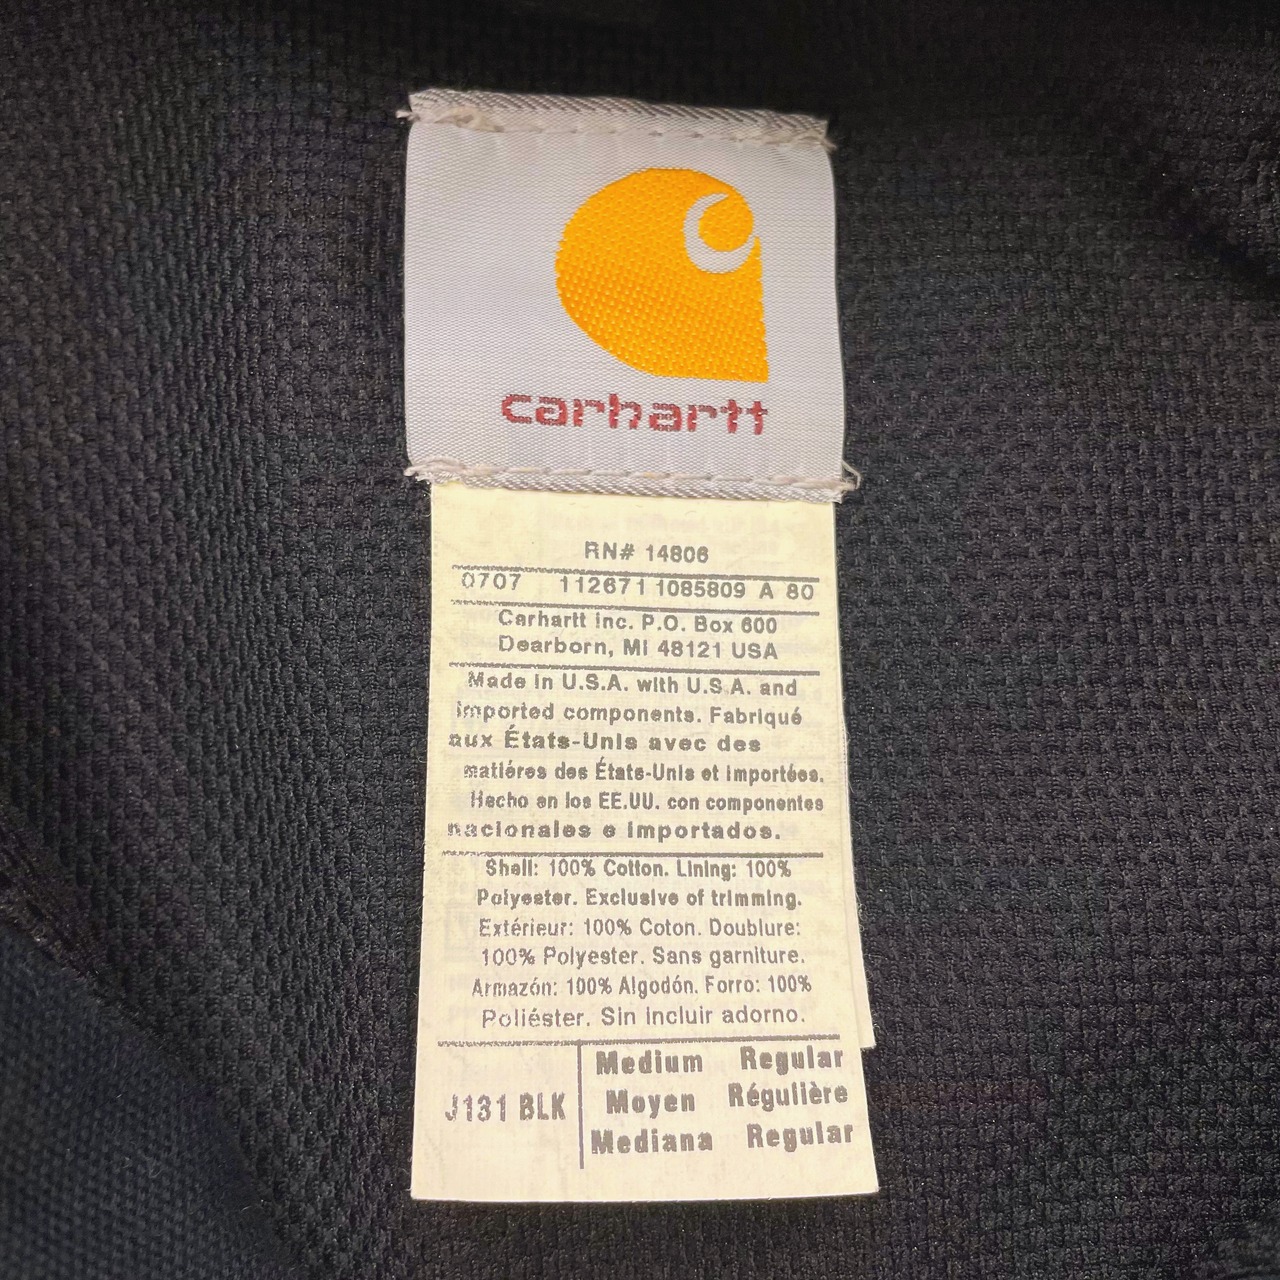 carhartt
RN# 14806
0707 112671 1085809 A 80
Carhartt Inc. P.O. Box 600
Dearborn, MI 48121 USA
Made in U.S.A. with U.S.A. and
imported components. Fabriqué
aux États-Unis avec des
matiéres des États-Unis et importées.
Hecho en los EE.UU. con componentes
nacionales e importados.
Shell: 100% Cotton. Lining: 100%
Polyester. Exclusive of trimming.
Extérieur: 100% Coton. Doublure:
100% Polyester. Sans garniture.
Armazón: 100% Algodón. Forro: 100%
Poliéster. Sin incluir adorno.
J131 BLK
Medium Regular
Moyen Régulière
Mediana Regular